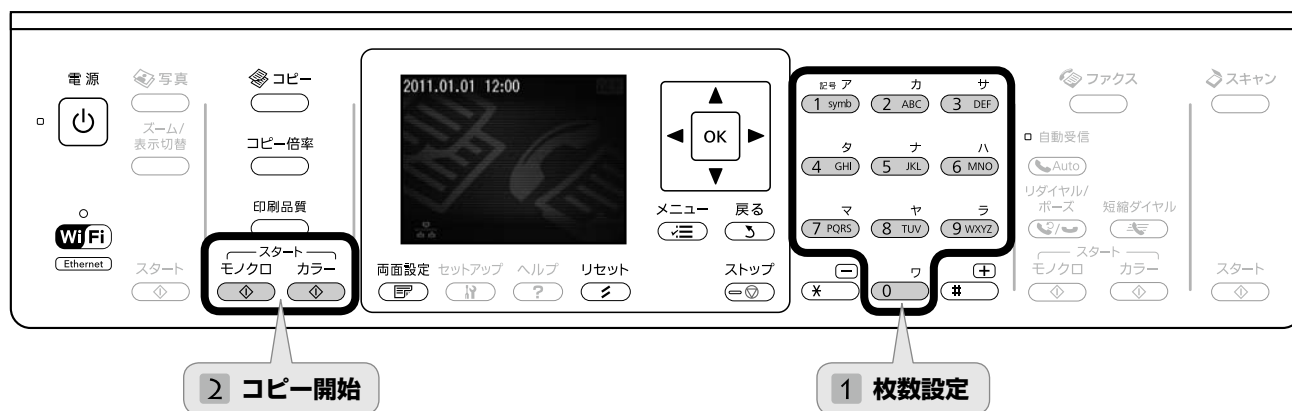 電源
写真
ズーム/
表示切替
Wi Fi
Ethernet
スタート
コピー
コピー倍率
印刷品質
スタート
モノクロ カラー
2011.01.01 12:00
OK
メニュー 戻る
両面設定 セットアップ ヘルプ リセット ストップ
?
記号 ア カ サ
1 symb 2 ABC 3 DEF
タ ナ ハ
4 GHI 5 JKL 6 MNO
マ ヤ ラ
7 PQRS 8 TUV 9 WXYZ
− ワ +
* 0 #
ファクス
自動受信
Auto
リダイヤル/
ポーズ 短縮ダイヤル
スタート
モノクロ カラー
スキャン
スタート
2 コピー開始
1 枚数設定